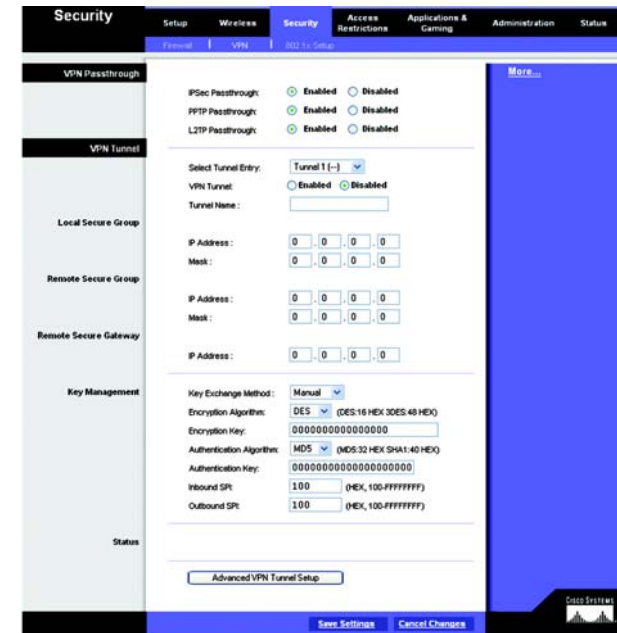 Security
Setup Wireless Security Access Restrictions Applications & Gaming Administration Status
Firewall VPN 802.1x Setup
VPN Passthrough
More...
IPSec Passthrough: Enabled Disabled
PPTP Passthrough: Enabled Disabled
L2TP Passthrough: Enabled Disabled
VPN Tunnel
Select Tunnel Entry: Tunnel 1 (--)
VPN Tunnel: Enabled Disabled
Tunnel Name :
Local Secure Group
IP Address : 0 . 0 . 0 . 0
Mask : 0 . 0 . 0 . 0
Remote Secure Group
IP Address : 0 . 0 . 0 . 0
Mask : 0 . 0 . 0 . 0
Remote Secure Gateway
IP Address : 0 . 0 . 0 . 0
Key Management
Key Exchange Method : Manual
Encryption Algorithm: DES (DES:16 HEX 3DES:48 HEX)
Encryption Key: 0000000000000000
Authentication Algorithm: MD5 (MD5:32 HEX SHA1:40 HEX)
Authentication Key: 00000000000000000000
Inbound SPI: 100 (HEX, 100-FFFFFFFF)
Outbound SPI: 100 (HEX, 100-FFFFFFFF)
Status
Advanced VPN Tunnel Setup
Cisco Systems
Save Settings Cancel Changes